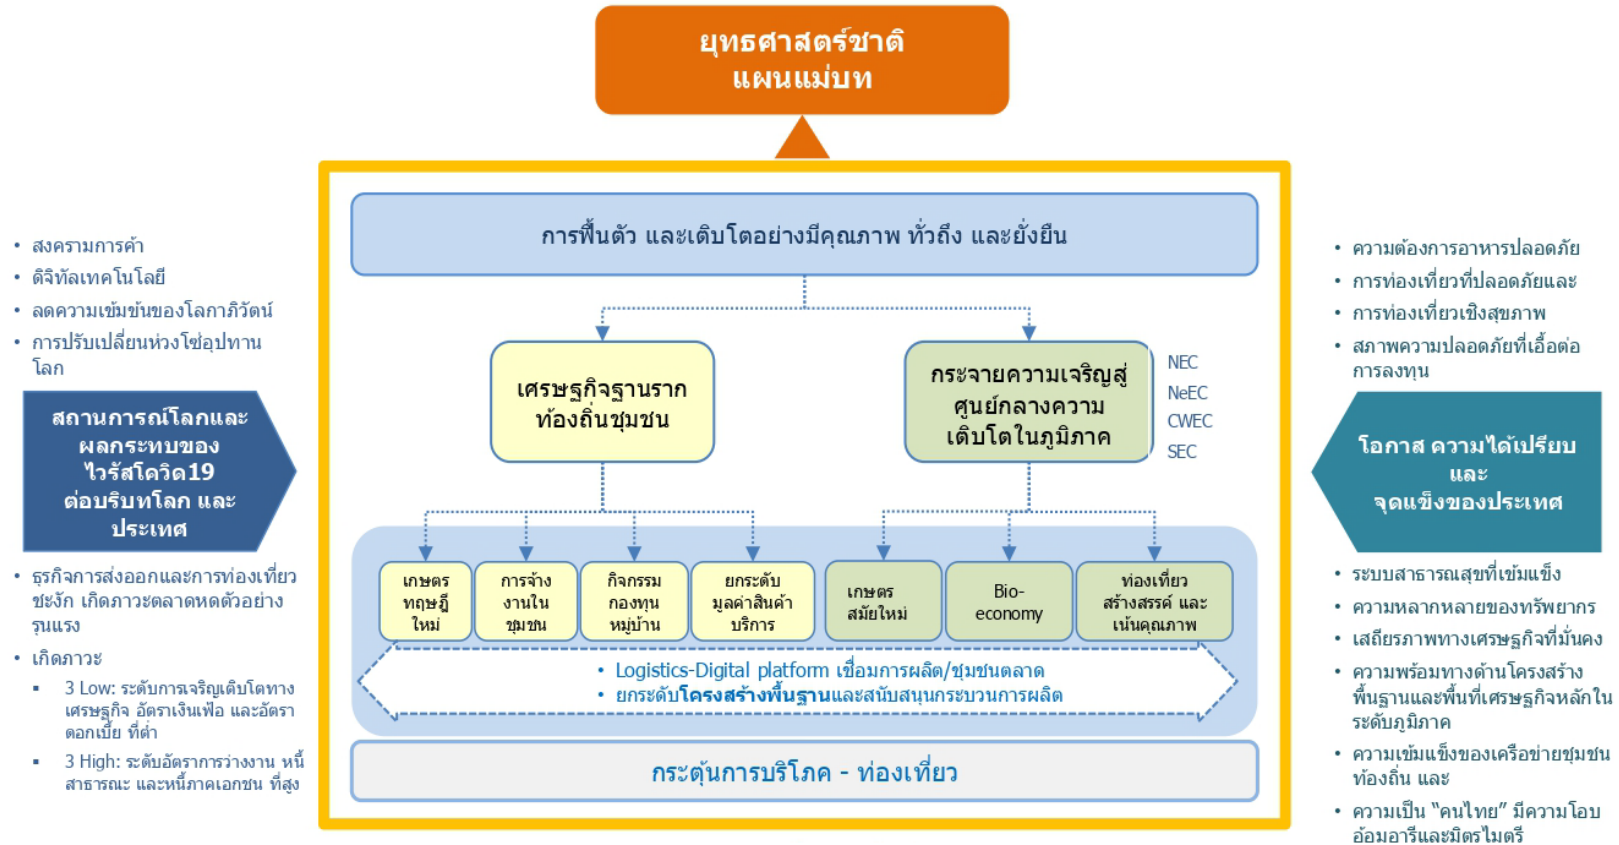 ยุทธศาสตร์ชาติ
แผนแม่บท
การฟื้นตัว และเติบโตอย่างมีคุณภาพ ทั่วถึง และยั่งยืน
• สงครามการค้า
• ดิจิทัลเทคโนโลยี
• ลดความเข้มข้นของโลกาภิวัตน์
• การปรับเปลี่ยนห่วงโซ่อุปทาน
โลก
สถานการณ์โลกและ
ผลกระทบของ
ไวรัสโควิด19
ต่อบริบทโลก และ
ประเทศ
• ธุรกิจการส่งออกและการท่องเที่ยว
ชะงัก เกิดภาวะตลาดหดตัวอย่าง
รุนแรง
• เกิดภาวะ
▪ 3 Low: ระดับการเจริญเติบโตทาง
เศรษฐกิจ อัตราเงินเฟ้อ และอัตรา
ดอกเบี้ย ที่ต่ำ
▪ 3 High: ระดับอัตราการว่างงาน หนี้
สาธารณะ และหนี้ภาคเอกชน ที่สูง
เศรษฐกิจฐานราก
ท้องถิ่นชุมชน
กระจายความเจริญสู่
ศูนย์กลางความ
เติบโตในภูมิภาค
NEC
NeEC
CWEC
SEC
เกษตร
ทฤษฎี
ใหม่
การจ้าง
งานใน
ชุมชน
กิจกรรม
กองทุน
หมู่บ้าน
ยกระดับ
มูลค่าสินค้า
บริการ
เกษตร
สมัยใหม่
Bio-
economy
ท่องเที่ยว
สร้างสรรค์ และ
เน้นคุณภาพ
• Logistics-Digital platform เชื่อมการผลิต/ชุมชนตลาด
• ยกระดับโครงสร้างพื้นฐานและสนับสนุนกระบวนการผลิต
กระตุ้นการบริโภค - ท่องเที่ยว
• ความต้องการอาหารปลอดภัย
• การท่องเที่ยวที่ปลอดภัยและ
• การท่องเที่ยวเชิงสุขภาพ
• สภาพความปลอดภัยที่เอื้อต่อ
การลงทุน
โอกาส ความได้เปรียบ
และ
จุดแข็งของประเทศ
• ระบบสาธารณสุขที่เข้มแข็ง
• ความหลากหลายของทรัพยากร
• เสถียรภาพทางเศรษฐกิจที่มั่นคง
• ความพร้อมทางด้านโครงสร้าง
พื้นฐานและพื้นที่เศรษฐกิจหลักใน
ระดับภูมิภาค
• ความเข้มแข็งของเครือข่ายชุมชน
ท้องถิ่น และ
• ความเป็น “คนไทย” มีความโอบ
อ้อมอารีและมิตรไมตรี